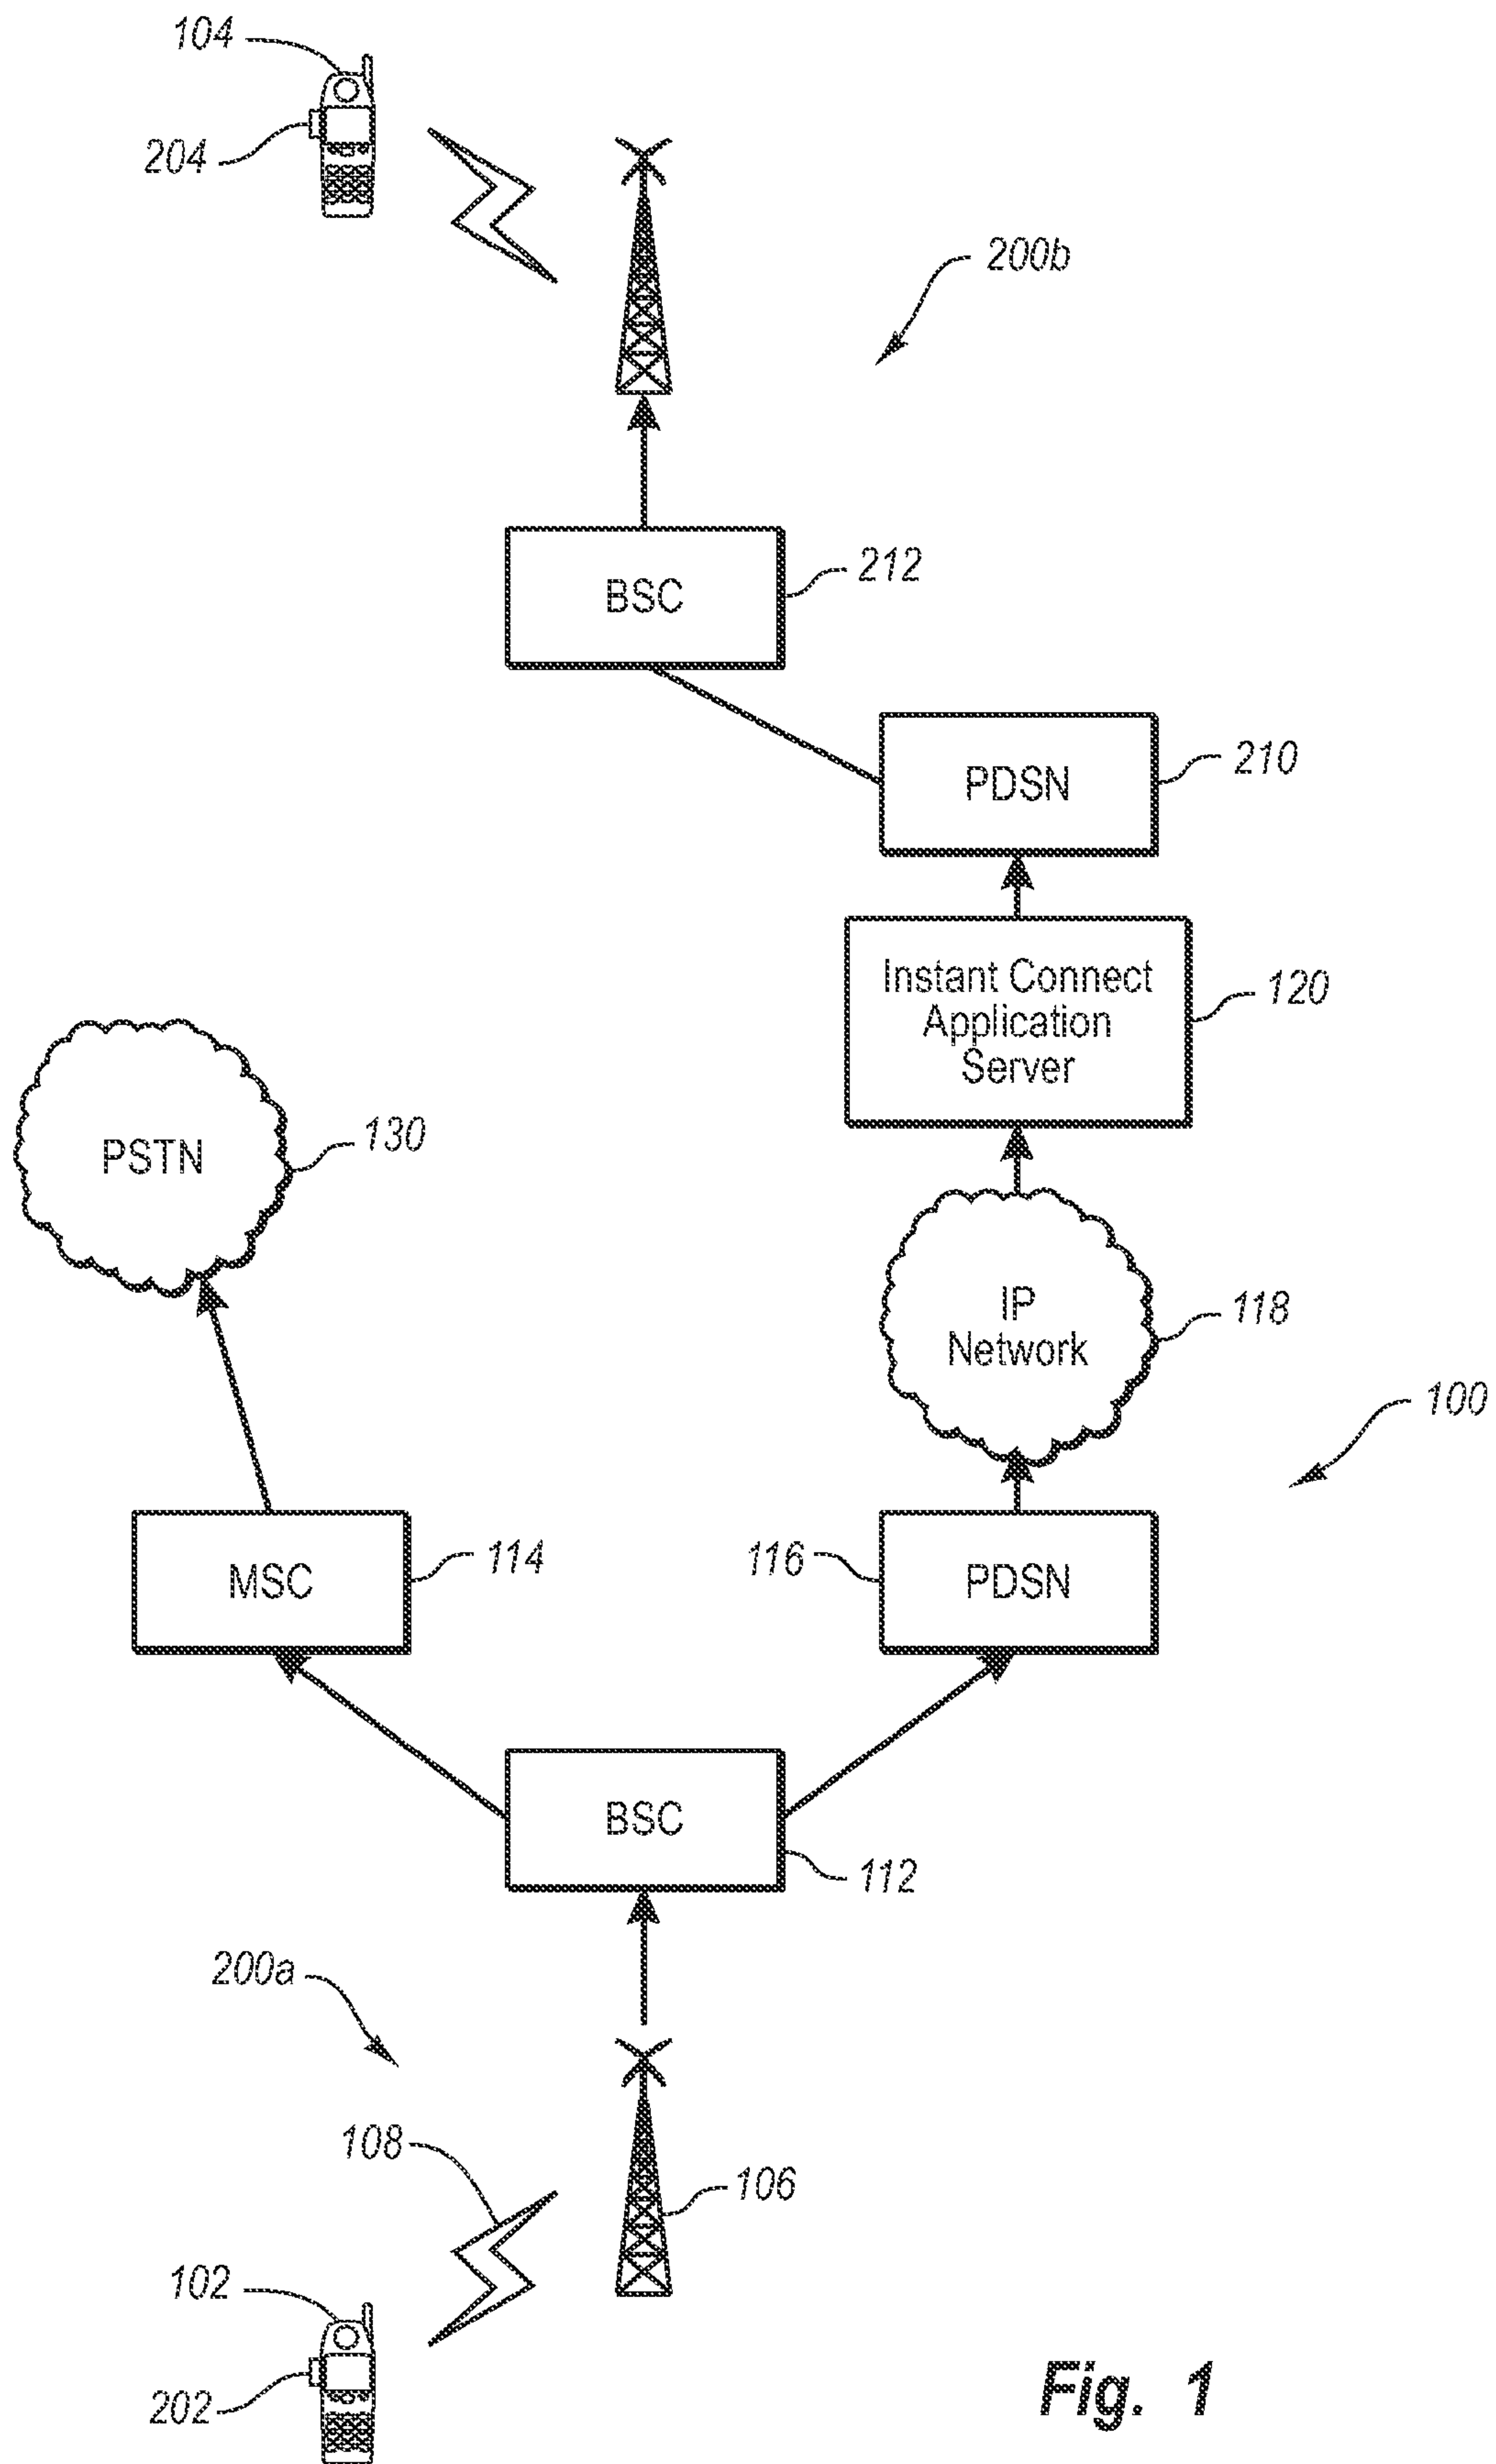 104
204
200b
BSC
212
PDSN
210
Instant Connect
Application
Server
120
PSTN
130
IP
Network
118
100
MSC
114
116
PDSN
BSC
112
200a
108
106
102
202
Fig. 1